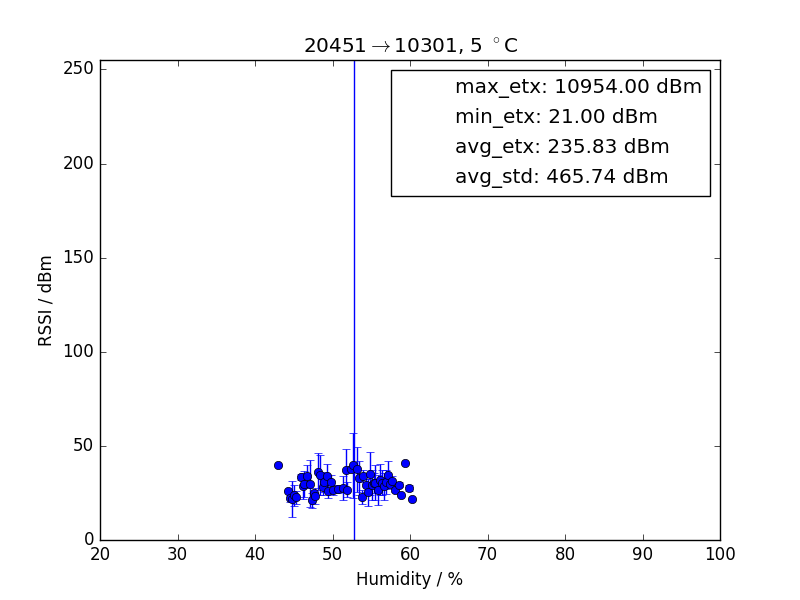 20451→10301, 5 °C
max_etx: 10954.00 dBm
min_etx: 21.00 dBm
avg_etx: 235.83 dBm
avg_std: 465.74 dBm
RSSI / dBm
250
200
150
100
50
0
20 30 40 50 60 70 80 90 100
Humidity / %